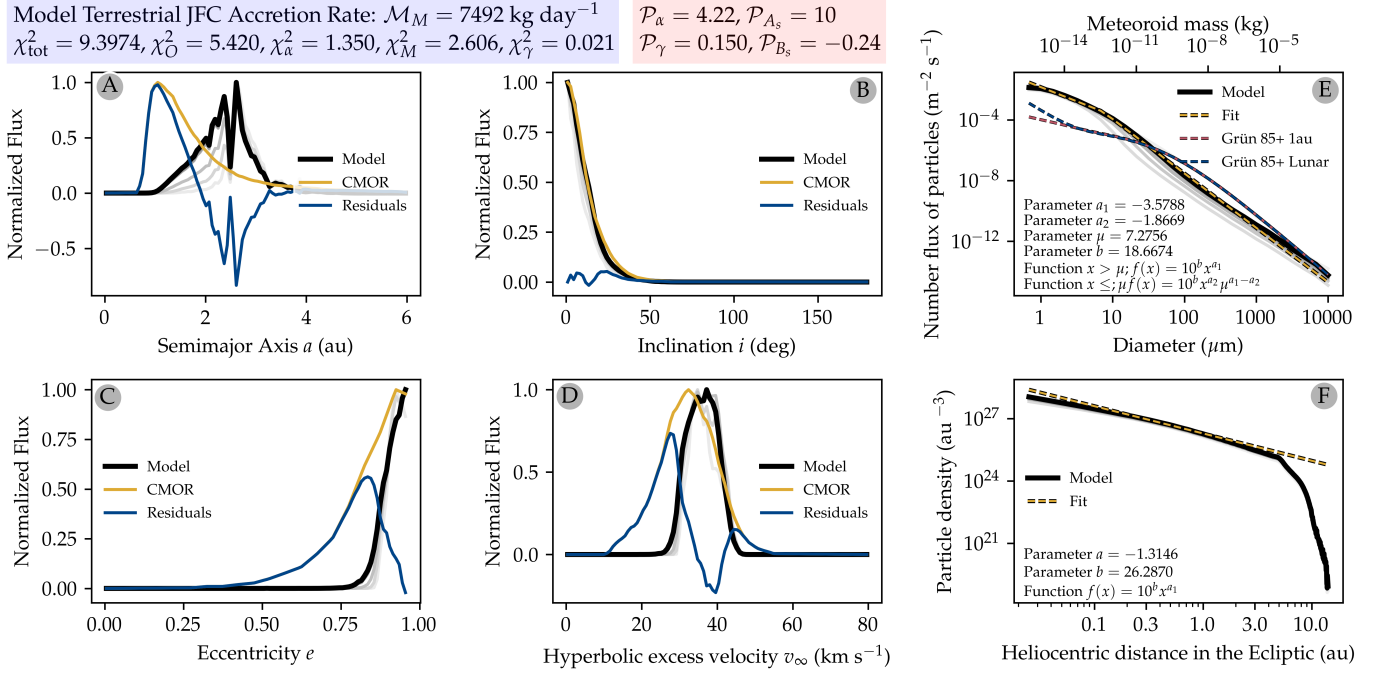 Model Terrestrial JFC Accretion Rate: ℳ_M = 7492 kg day⁻¹
χ²_tot = 9.3974, χ²_O = 5.420, χ²_α = 1.350, χ²_M = 2.606, χ²_γ = 0.021
𝒫_α = 4.22, 𝒫_{A_s} = 10
𝒫_γ = 0.150, 𝒫_{B_s} = −0.24
A
Normalized Flux
1.0
0.5
0.0
−0.5
Model
CMOR
Residuals
0 2 4 6
Semimajor Axis a (au)
B
Normalized Flux
1.00
0.75
0.50
0.25
0.00
Model
CMOR
Residuals
0 50 100 150
Inclination i (deg)
Meteoroid mass (kg)
10⁻¹⁴ 10⁻¹¹ 10⁻⁸ 10⁻⁵
E
Number flux of particles (m⁻² s⁻¹)
10⁻⁴
10⁻⁸
10⁻¹²
Model
Fit
Grün 85+ 1au
Grün 85+ Lunar
Parameter a₁ = −3.5788
Parameter a₂ = −1.8669
Parameter μ = 7.2756
Parameter b = 18.6674
Function x > μ; f(x) = 10ᵇx^{a₁}
Function x ≤; μf(x) = 10ᵇx^{a₂}μ^{a₁−a₂}
1 10 100 1000 10000
Diameter (μm)
C
Normalized Flux
1.00
0.75
0.50
0.25
0.00
Model
CMOR
Residuals
0.00 0.25 0.50 0.75 1.00
Eccentricity e
D
Normalized Flux
1.0
0.5
0.0
Model
CMOR
Residuals
0 20 40 60 80
Hyperbolic excess velocity v_∞ (km s⁻¹)
F
Particle density (au ⁻³)
10²⁷
10²⁴
10²¹
Model
Fit
Parameter a = −1.3146
Parameter b = 26.2870
Function f(x) = 10ᵇx^{a₁}
0.1 0.3 1.0 3.0 10.0
Heliocentric distance in the Ecliptic (au)